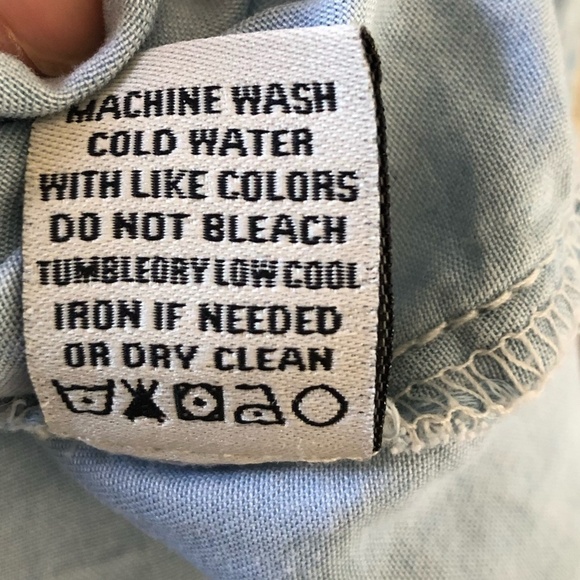 MACHINE WASH
COLD WATER
WITH LIKE COLORS
DO NOT BLEACH
TUMBLEDRY LOW COOL
IRON IF NEEDED
OR DRY CLEAN